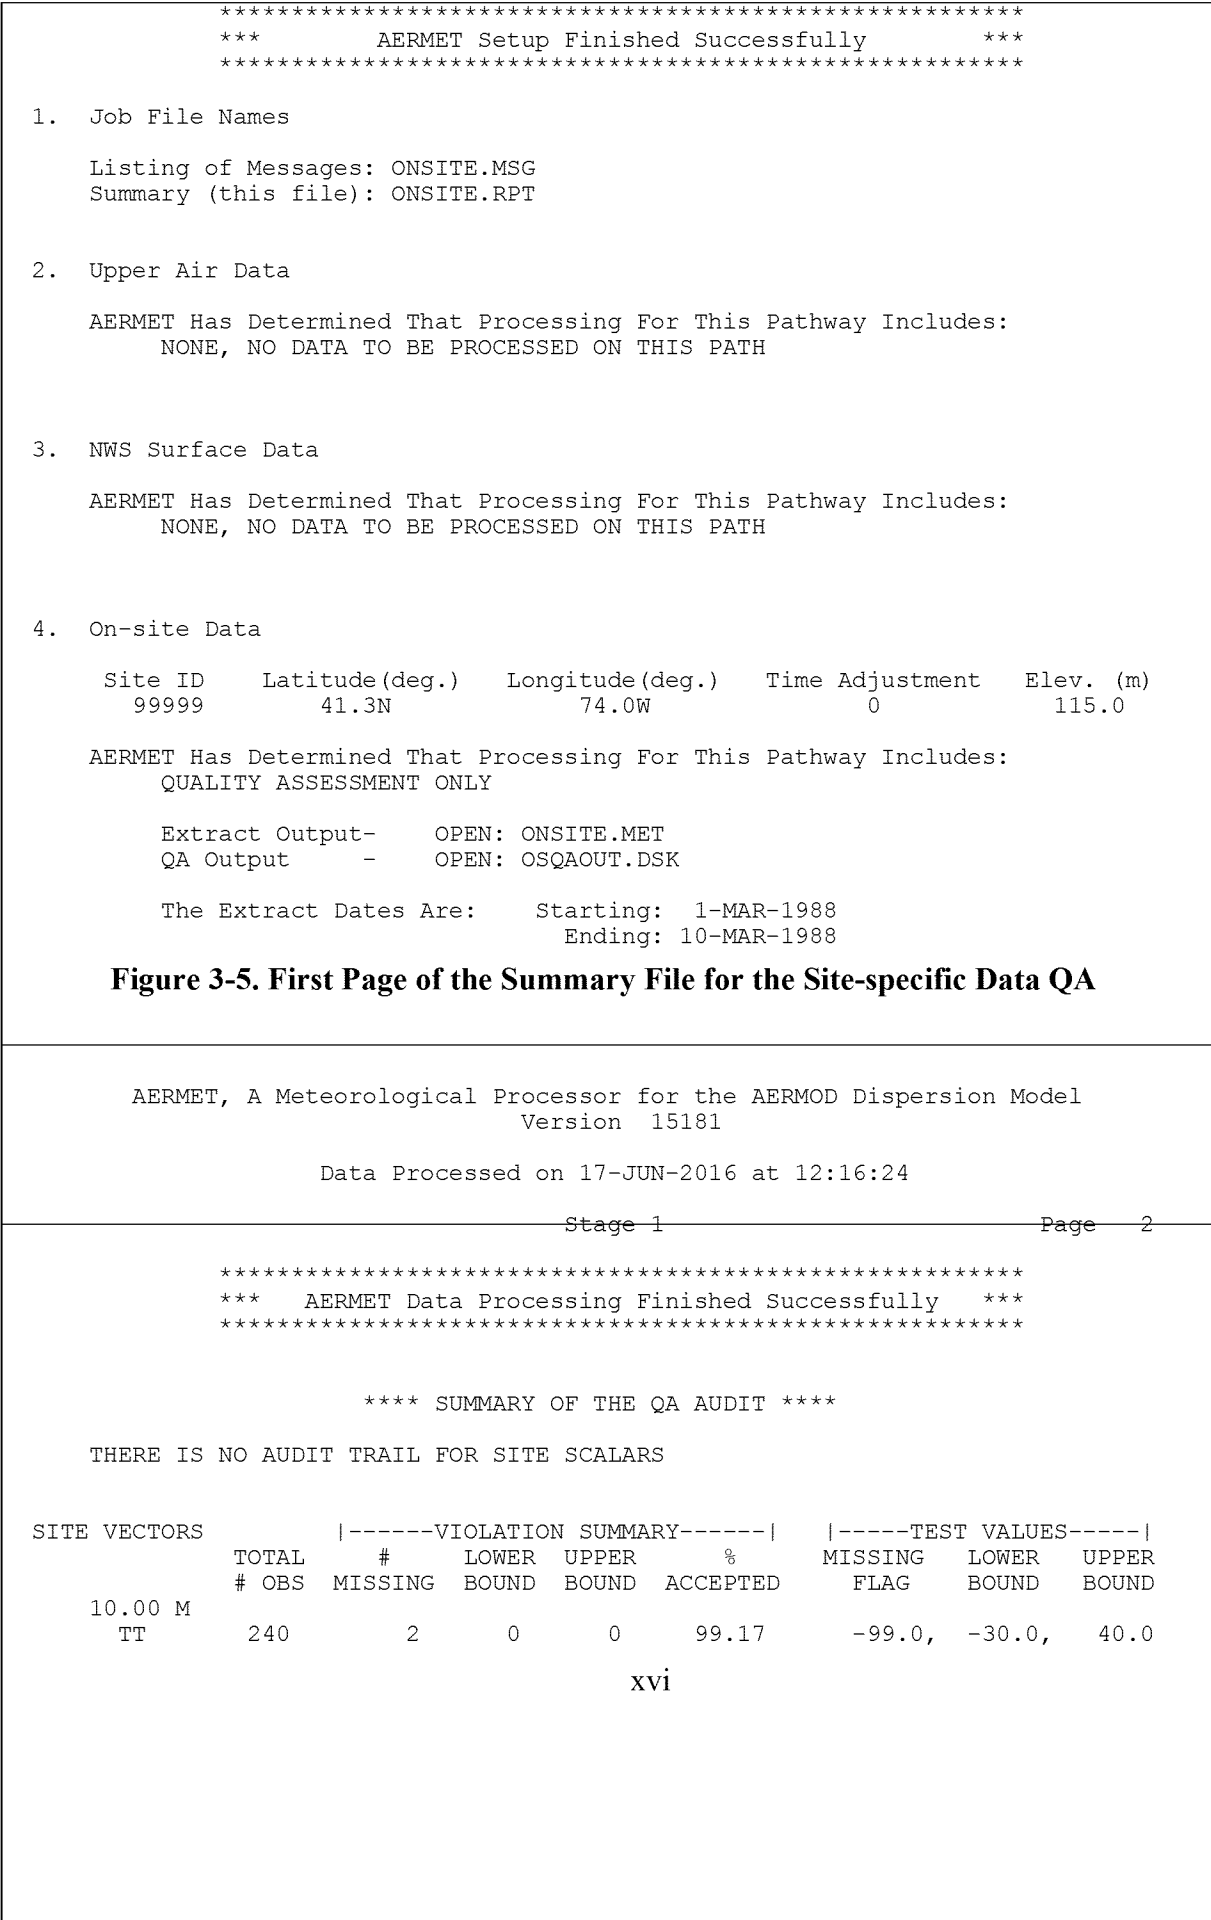 ********************************************************
*** AERMET Setup Finished Successfully ***
********************************************************
1. Job File Names
Listing of Messages: ONSITE.MSG
Summary (this file): ONSITE.RPT
2. Upper Air Data
AERMET Has Determined That Processing For This Pathway Includes:
NONE, NO DATA TO BE PROCESSED ON THIS PATH
3. NWS Surface Data
AERMET Has Determined That Processing For This Pathway Includes:
NONE, NO DATA TO BE PROCESSED ON THIS PATH
4. On-site Data
Site ID Latitude(deg.) Longitude(deg.) Time Adjustment Elev. (m)
99999 41.3N 74.0W 0 115.0
AERMET Has Determined That Processing For This Pathway Includes:
QUALITY ASSESSMENT ONLY
Extract Output- OPEN: ONSITE.MET
QA Output - OPEN: OSQAOUT.DSK
The Extract Dates Are: Starting: 1-MAR-1988
Ending: 10-MAR-1988
Figure 3-5. First Page of the Summary File for the Site-specific Data QA
AERMET, A Meteorological Processor for the AERMOD Dispersion Model
Version 15181
Data Processed on 17-JUN-2016 at 12:16:24
Stage 1 Page 2
********************************************************
*** AERMET Data Processing Finished Successfully ***
********************************************************
**** SUMMARY OF THE QA AUDIT ****
THERE IS NO AUDIT TRAIL FOR SITE SCALARS
SITE VECTORS |------VIOLATION SUMMARY------| |-----TEST VALUES-----|
TOTAL # LOWER UPPER % MISSING LOWER UPPER
# OBS MISSING BOUND BOUND ACCEPTED FLAG BOUND BOUND
10.00 M
TT 240 2 0 0 99.17 -99.0, -30.0, 40.0
xvi